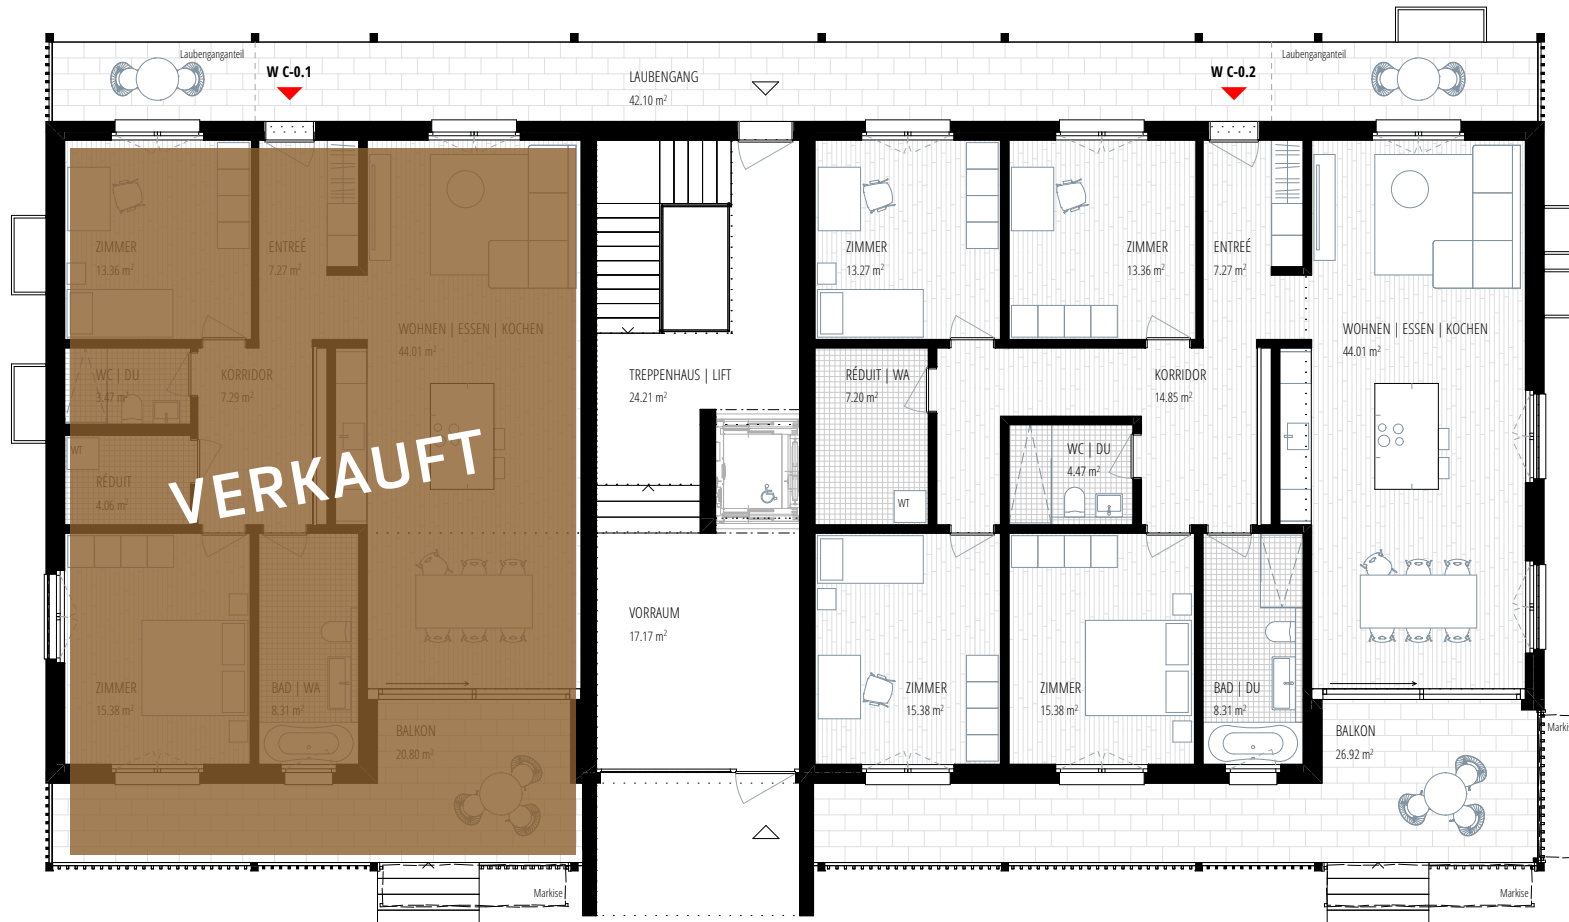 Laubenganganteil
W C-0.1
LAUBENGANG
42.10 m²
W C-0.2
Laubenganganteil
ZIMMER
13.36 m²
ENTREÉ
7.27 m²
WOHNEN | ESSEN | KOCHEN
44.01 m²
WC | DU
3.47 m²
KORRIDOR
7.29 m²
WT
RÉDUIT
4.06 m²
VERKAUFT
ZIMMER
15.38 m²
BAD | WA
8.31 m²
BALKON
20.80 m²
Markise
TREPPENHAUS | LIFT
24.21 m²
VORRAUM
17.17 m²
ZIMMER
13.27 m²
ZIMMER
13.36 m²
ENTREÉ
7.27 m²
WOHNEN | ESSEN | KOCHEN
44.01 m²
RÉDUIT | WA
7.20 m²
KORRIDOR
14.85 m²
WC | DU
4.47 m²
WT
ZIMMER
15.38 m²
ZIMMER
15.38 m²
BAD | DU
8.31 m²
BALKON
26.92 m²
Marki
Markise